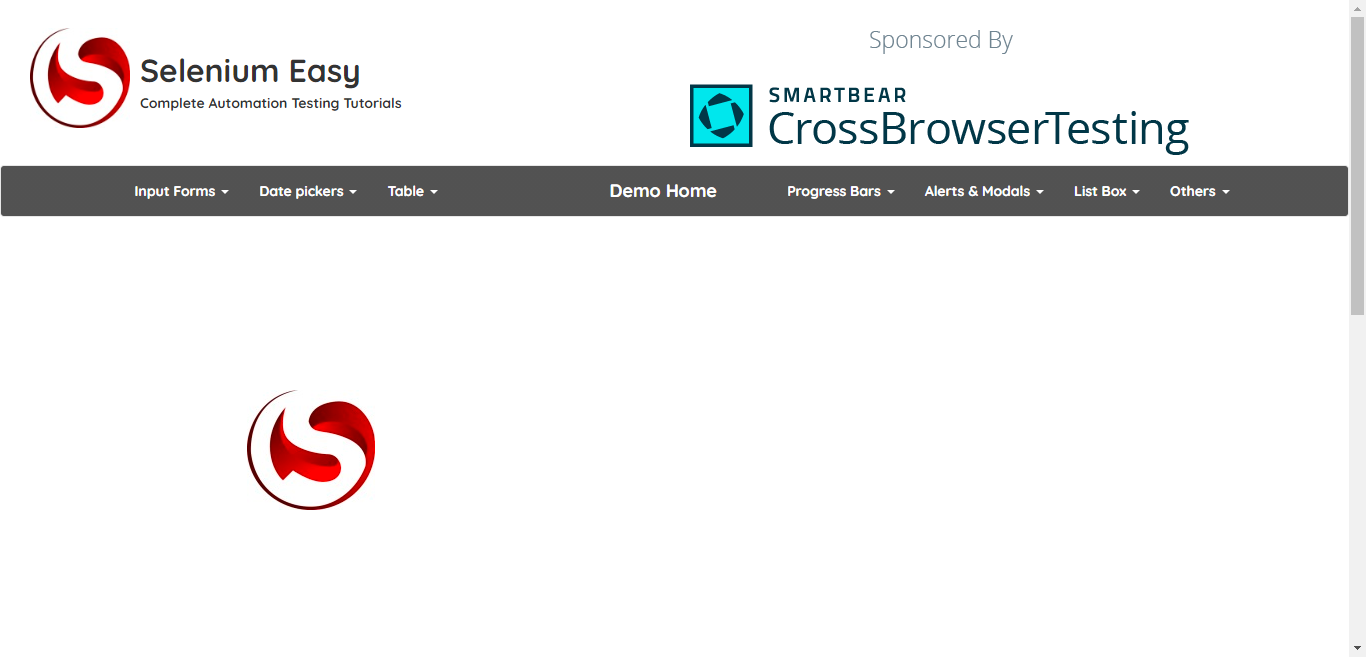 Selenium Easy
Complete Automation Testing Tutorials
Sponsored By
SMARTBEAR
CrossBrowserTesting
Input Forms Date pickers Table Demo Home Progress Bars Alerts & Modals List Box Others